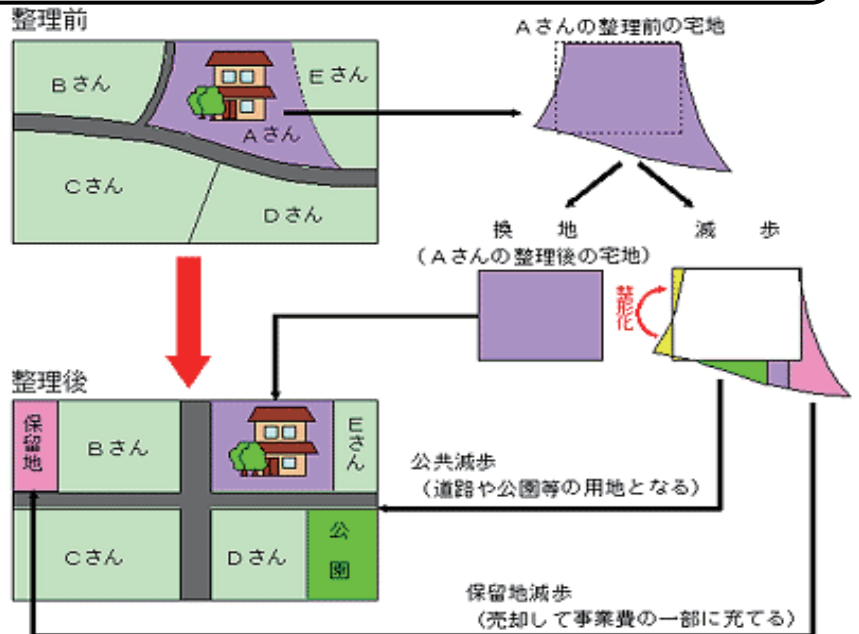 整理前
Bさん
Eさん
Aさん
Cさん
Dさん
Aさんの整理前の宅地
換地
減歩
(Aさんの整理後の宅地)
整形化
整理後
保留地
Bさん
Eさん
Cさん
Dさん
公園
公共減歩
(道路や公園等の用地となる)
保留地減歩
(売却して事業費の一部に充てる)